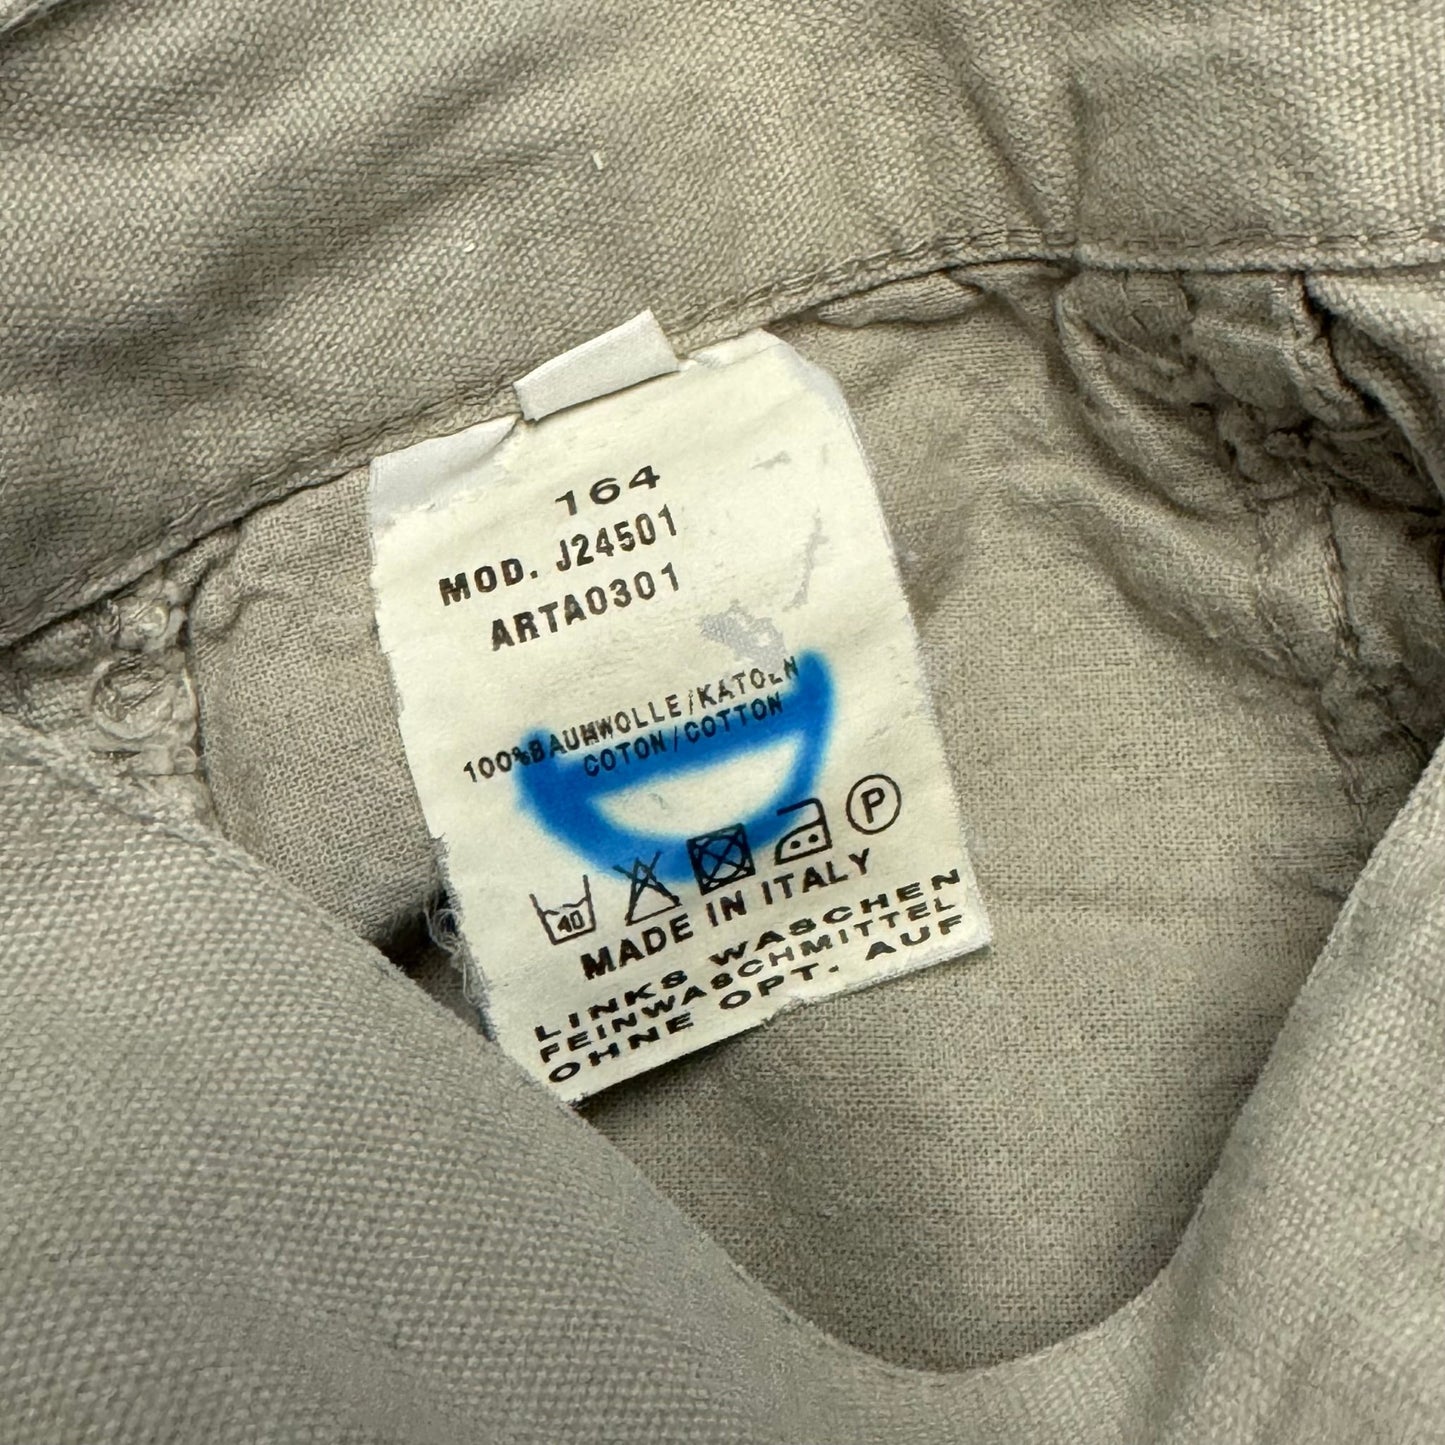 164
MOD. J24501
ARTA0301
100%BAUMWOLLE/KATOEN
COTON/COTTON
40 P
MADE IN ITALY
LINKS WASCHEN
FEINWASCHMITTEL
OHNE OPT. AUF